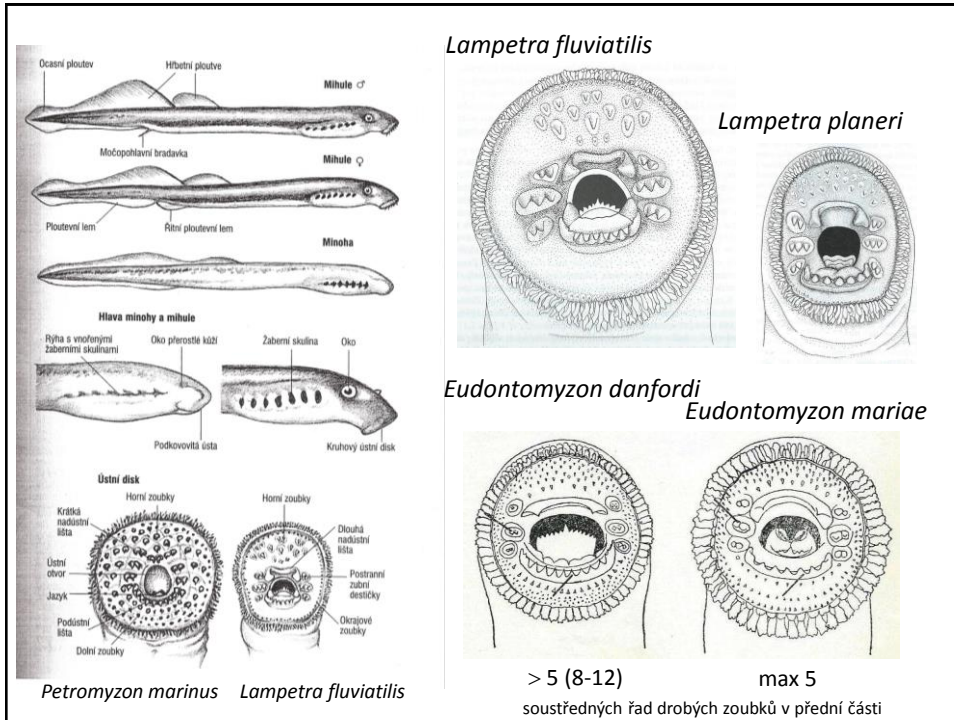 Ocasní ploutev
Hřbetní ploutve
Mihule ♂
Močopohlavní bradavka
Mihule ♀
Ploutevní lem
Řitní ploutevní lem
Minoha
Hlava minohy a mihule
Rýha s vnořenými
žaberními skulinami
Oko přerostlé kůží
Žaberní skulina
Oko
Podkovovitá ústa
Kruhový ústní disk
Ústní disk
Horní zoubky
Krátká
nadústní
lišta
Ústní
otvor
Jazyk
Podústní
lišta
Dolní zoubky
Horní zoubky
Dlouhá
nadústní
lišta
Postranní
zubní
destičky
Okrajové
zoubky
Petromyzon marinus
Lampetra fluviatilis
Lampetra fluviatilis
Lampetra planeri
Eudontomyzon danfordi
Eudontomyzon mariae
> 5 (8-12)
max 5
soustředných řad drobých zoubků v přední části